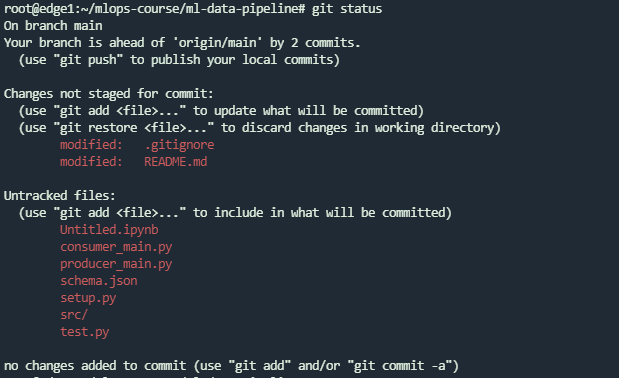 root@edge1:~/mlops-course/ml-data-pipeline# git status
On branch main
Your branch is ahead of 'origin/main' by 2 commits.
  (use "git push" to publish your local commits)

Changes not staged for commit:
  (use "git add <file>..." to update what will be committed)
  (use "git restore <file>..." to discard changes in working directory)
        modified:   .gitignore
        modified:   README.md

Untracked files:
  (use "git add <file>..." to include in what will be committed)
        Untitled.ipynb
        consumer_main.py
        producer_main.py
        schema.json
        setup.py
        src/
        test.py

no changes added to commit (use "git add" and/or "git commit -a")